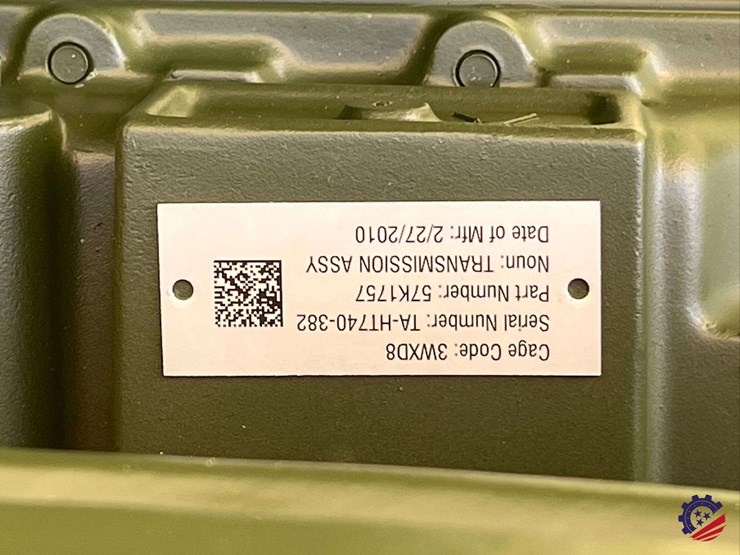 Cage Code: 3WXD8
Serial Number: TA-HT740-382
Part Number: 57K1757
Noun: TRANSMISSION ASSY
Date of Mfr: 2/27/2010